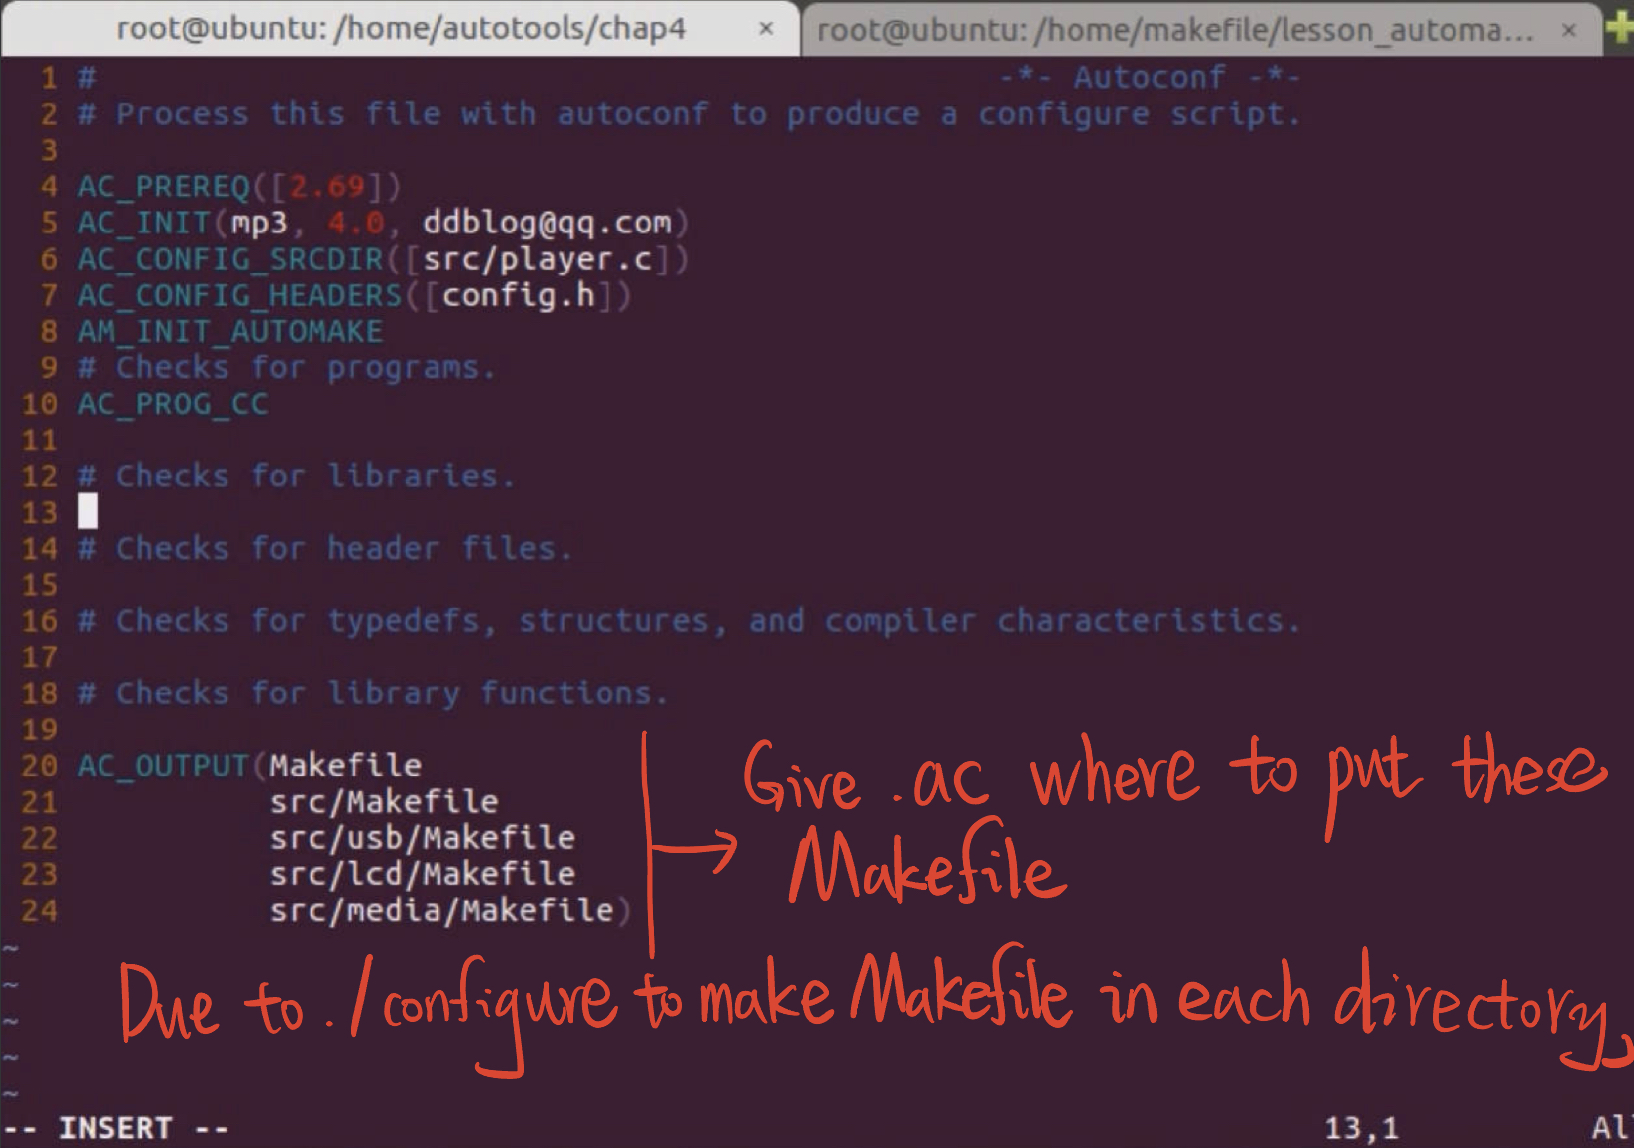 root@ubuntu: /home/autotools/chap4 × root@ubuntu: /home/makefile/lesson_automa... ×
1 # -*- Autoconf -*-
2 # Process this file with autoconf to produce a configure script.
3
4 AC_PREREQ([2.69])
5 AC_INIT(mp3, 4.0, ddblog@qq.com)
6 AC_CONFIG_SRCDIR([src/player.c])
7 AC_CONFIG_HEADERS([config.h])
8 AM_INIT_AUTOMAKE
9 # Checks for programs.
10 AC_PROG_CC
11
12 # Checks for libraries.
13
14 # Checks for header files.
15
16 # Checks for typedefs, structures, and compiler characteristics.
17
18 # Checks for library functions.
19
20 AC_OUTPUT(Makefile
21 src/Makefile
22 src/usb/Makefile
23 src/lcd/Makefile
24 src/media/Makefile)
Give .ac where to put these
Makefile
~
Due to ./configure to make Makefile in each directory,
~
~
~
~
-- INSERT -- 13,1 Al